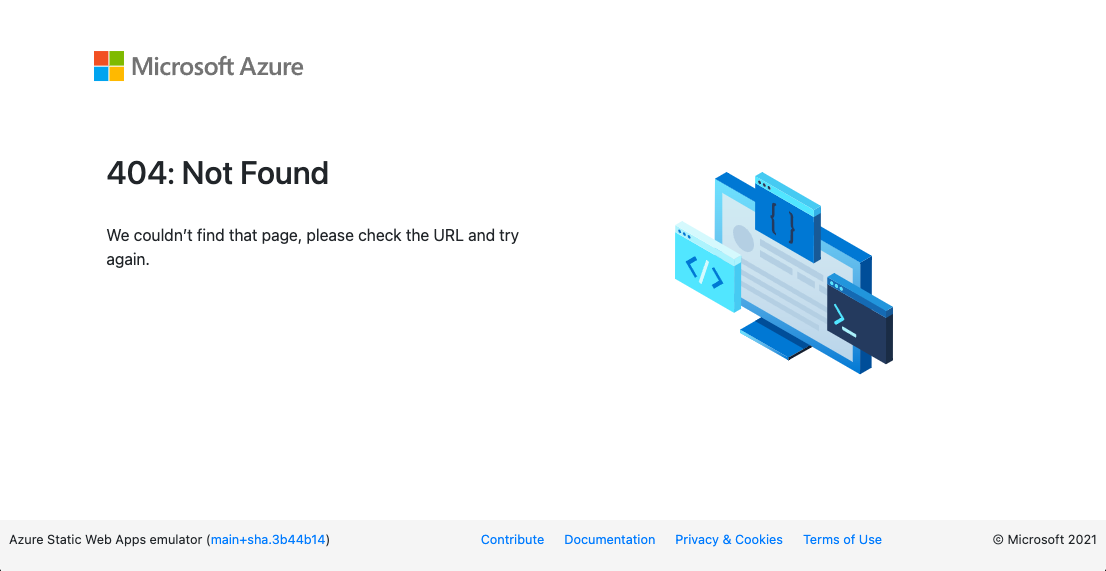 Microsoft Azure
404: Not Found
We couldn’t find that page, please check the URL and try
again.
{ }
</>
>_
Azure Static Web Apps emulator (main+sha.3b44b14)
Contribute
Documentation
Privacy & Cookies
Terms of Use
© Microsoft 2021